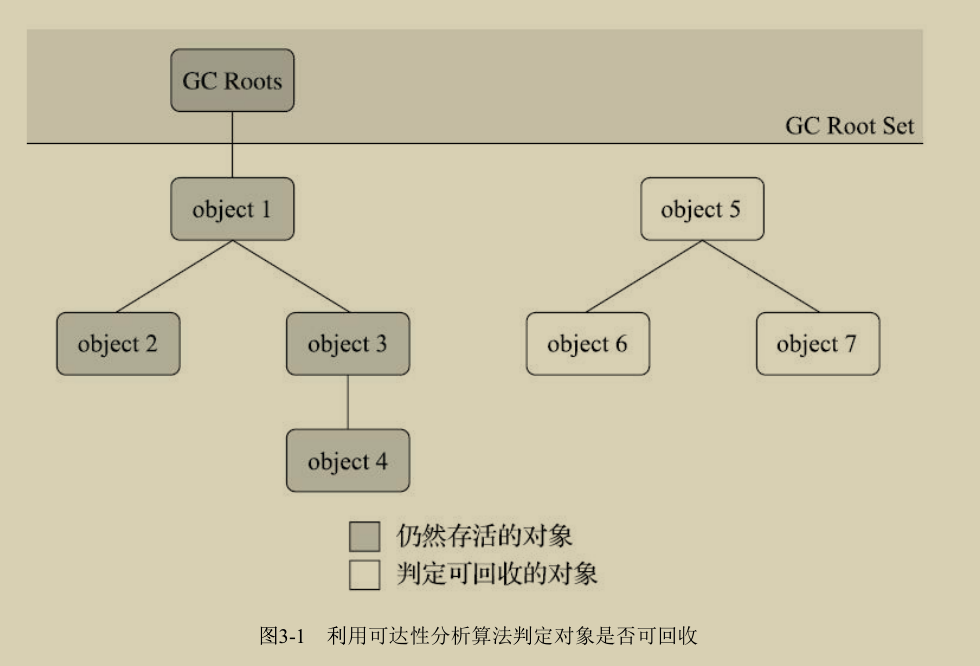 GC Roots
GC Root Set
object 1
object 5
object 2
object 3
object 6
object 7
object 4
仍然存活的对象
判定可回收的对象
图3-1 利用可达性分析算法判定对象是否可回收